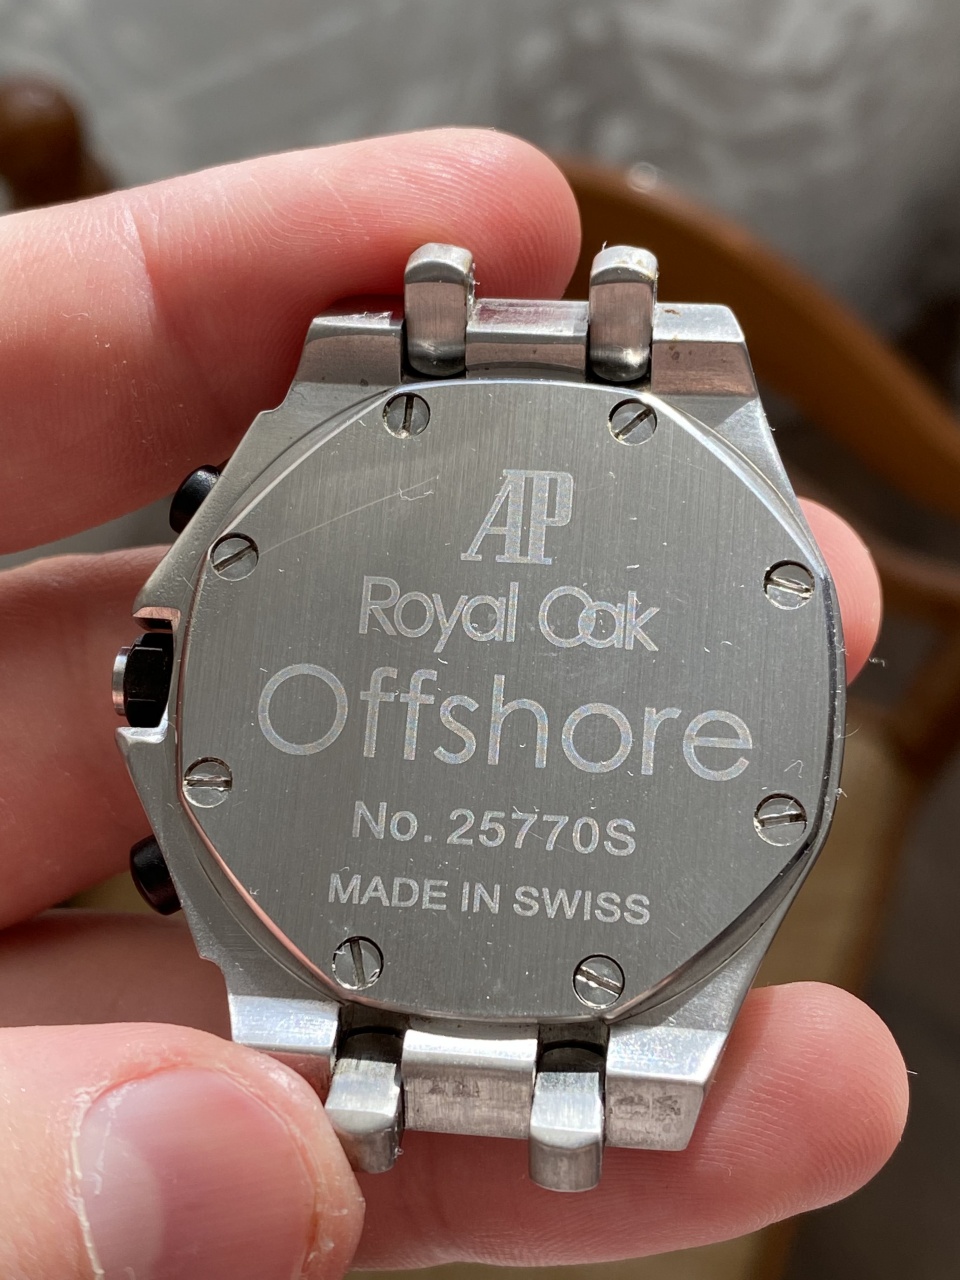 AP
Royal Oak
Offshore
No. 25770S
MADE IN SWISS